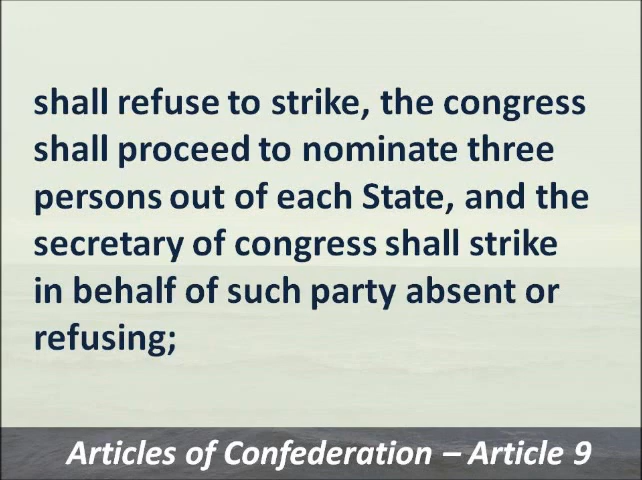 shall refuse to strike, the congress
shall proceed to nominate three
persons out of each State, and the
secretary of congress shall strike
in behalf of such party absent or
refusing;
Articles of Confederation – Article 9